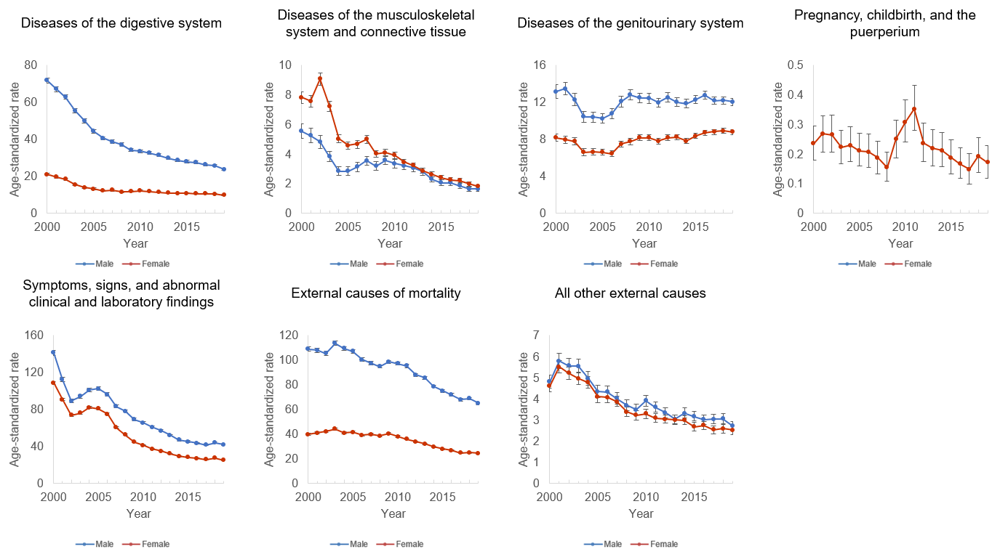 Diseases of the digestive system
Age-standardized rate
80
60
40
20
0
2000 2005 2010 2015
Year
Male Female
Diseases of the musculoskeletal
system and connective tissue
Age-standardized rate
10
8
6
4
2
0
2000 2005 2010 2015
Year
Male Female
Diseases of the genitourinary system
Age-standardized rate
16
12
8
4
0
2000 2005 2010 2015
Year
Male Female
Pregnancy, childbirth, and the
puerperium
Age-standardized rate
0.5
0.4
0.3
0.2
0.1
0
2000 2005 2010 2015
Year
Male Female
Symptoms, signs, and abnormal
clinical and laboratory findings
Age-standardized rate
160
120
80
40
0
2000 2005 2010 2015
Year
Male Female
External causes of mortality
Age-standardized rate
120
100
80
60
40
20
0
2000 2005 2010 2015
Year
Male Female
All other external causes
Age-standardized rate
7
6
5
4
3
2
1
0
2000 2005 2010 2015
Year
Male Female